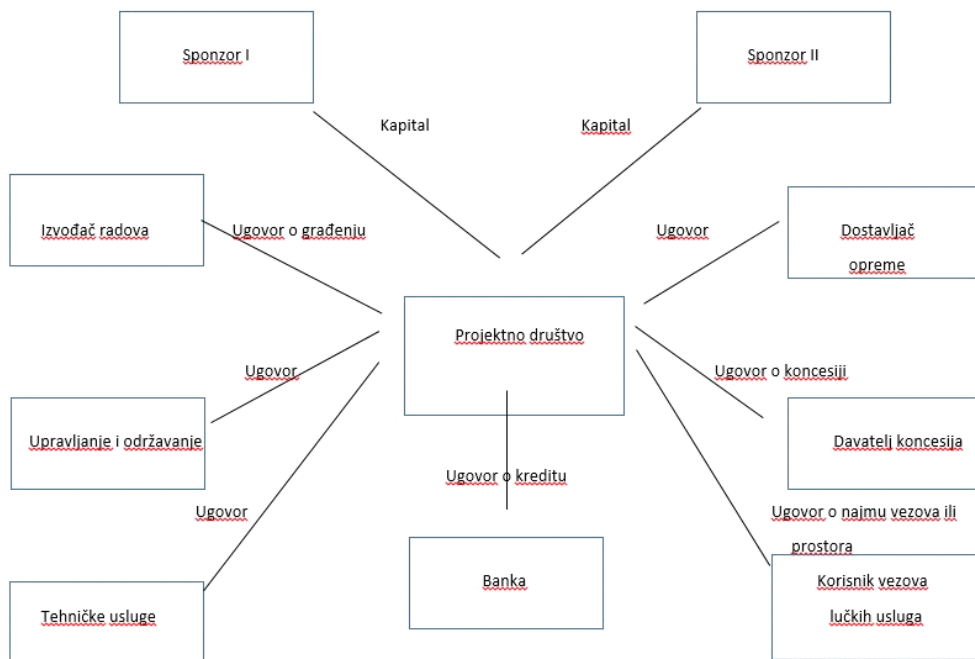 Sponzor I
Sponzor II
Kapital
Kapital
Izvođač radova
Ugovor o građenju
Ugovor
Dostavljač
opreme
Projektno društvo
Ugovor
Ugovor o koncesiji
Upravljanje i održavanje
Davatelj koncesija
Ugovor o kreditu
Ugovor
Ugovor o najmu vezova ili
prostora
Banka
Korisnik vezova
lučkih usluga
Tehničke usluge